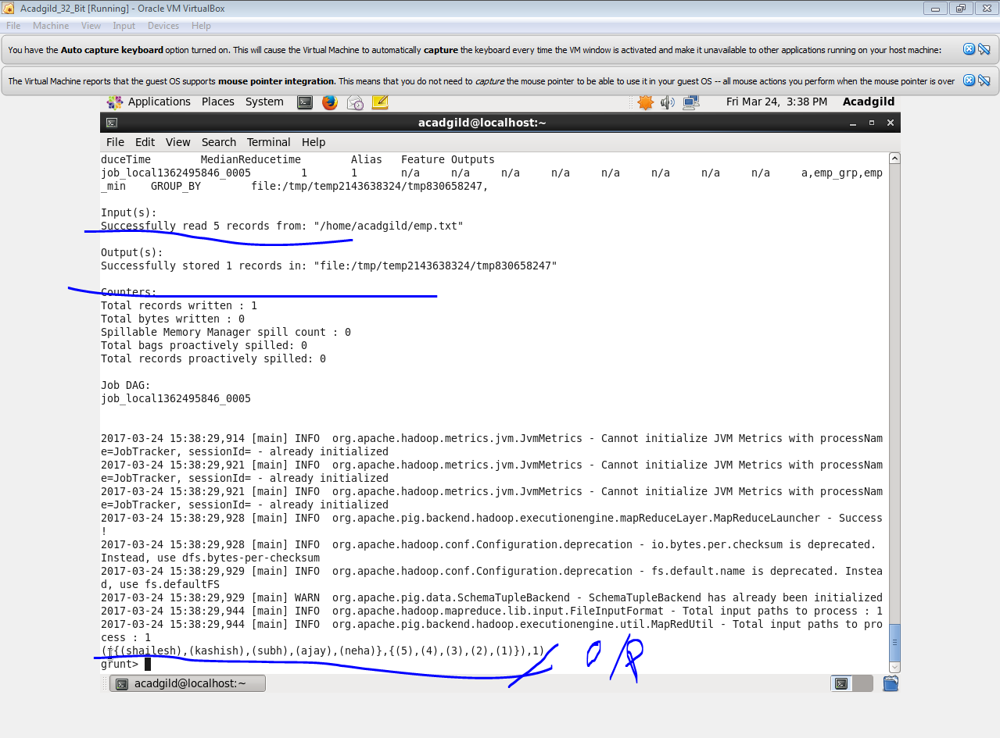 Acadgild_32_Bit [Running] - Oracle VM VirtualBox
File Machine View Input Devices Help
You have the Auto capture keyboard option turned on. This will cause the Virtual Machine to automatically capture the keyboard every time the VM window is activated and make it unavailable to other applications running on your host machine:
The Virtual Machine reports that the guest OS supports mouse pointer integration. This means that you do not need to capture the mouse pointer to be able to use it in your guest OS -- all mouse actions you perform when the mouse pointer is over
Applications Places System Fri Mar 24, 3:38 PM Acadgild
acadgild@localhost:~
File Edit View Search Terminal Help
duceTime MedianReducetime Alias Feature Outputs
job_local1362495846_0005 1 1 n/a n/a n/a n/a n/a n/a n/a n/a a,emp_grp,emp
_min GROUP_BY file:/tmp/temp2143638324/tmp830658247,
Input(s):
Successfully read 5 records from: "/home/acadgild/emp.txt"
Output(s):
Successfully stored 1 records in: "file:/tmp/temp2143638324/tmp830658247"
Counters:
Total records written : 1
Total bytes written : 0
Spillable Memory Manager spill count : 0
Total bags proactively spilled: 0
Total records proactively spilled: 0
Job DAG:
job_local1362495846_0005
2017-03-24 15:38:29,914 [main] INFO org.apache.hadoop.metrics.jvm.JvmMetrics - Cannot initialize JVM Metrics with processNam
e=JobTracker, sessionId= - already initialized
2017-03-24 15:38:29,921 [main] INFO org.apache.hadoop.metrics.jvm.JvmMetrics - Cannot initialize JVM Metrics with processNam
e=JobTracker, sessionId= - already initialized
2017-03-24 15:38:29,921 [main] INFO org.apache.hadoop.metrics.jvm.JvmMetrics - Cannot initialize JVM Metrics with processNam
e=JobTracker, sessionId= - already initialized
2017-03-24 15:38:29,928 [main] INFO org.apache.pig.backend.hadoop.executionengine.mapReduceLayer.MapReduceLauncher - Success
!
2017-03-24 15:38:29,928 [main] INFO org.apache.hadoop.conf.Configuration.deprecation - io.bytes.per.checksum is deprecated.
Instead, use dfs.bytes-per-checksum
2017-03-24 15:38:29,929 [main] INFO org.apache.hadoop.conf.Configuration.deprecation - fs.default.name is deprecated. Instea
d, use fs.defaultFS
2017-03-24 15:38:29,929 [main] WARN org.apache.pig.data.SchemaTupleBackend - SchemaTupleBackend has already been initialized
2017-03-24 15:38:29,944 [main] INFO org.apache.hadoop.mapreduce.lib.input.FileInputFormat - Total input paths to process : 1
2017-03-24 15:38:29,944 [main] INFO org.apache.pig.backend.hadoop.executionengine.util.MapRedUtil - Total input paths to pro
cess : 1
(({(shailesh),(kashish),(subh),(ajay),(neha)},{(5),(4),(3),(2),(1)}),1)
O/P
grunt>
acadgild@localhost:~